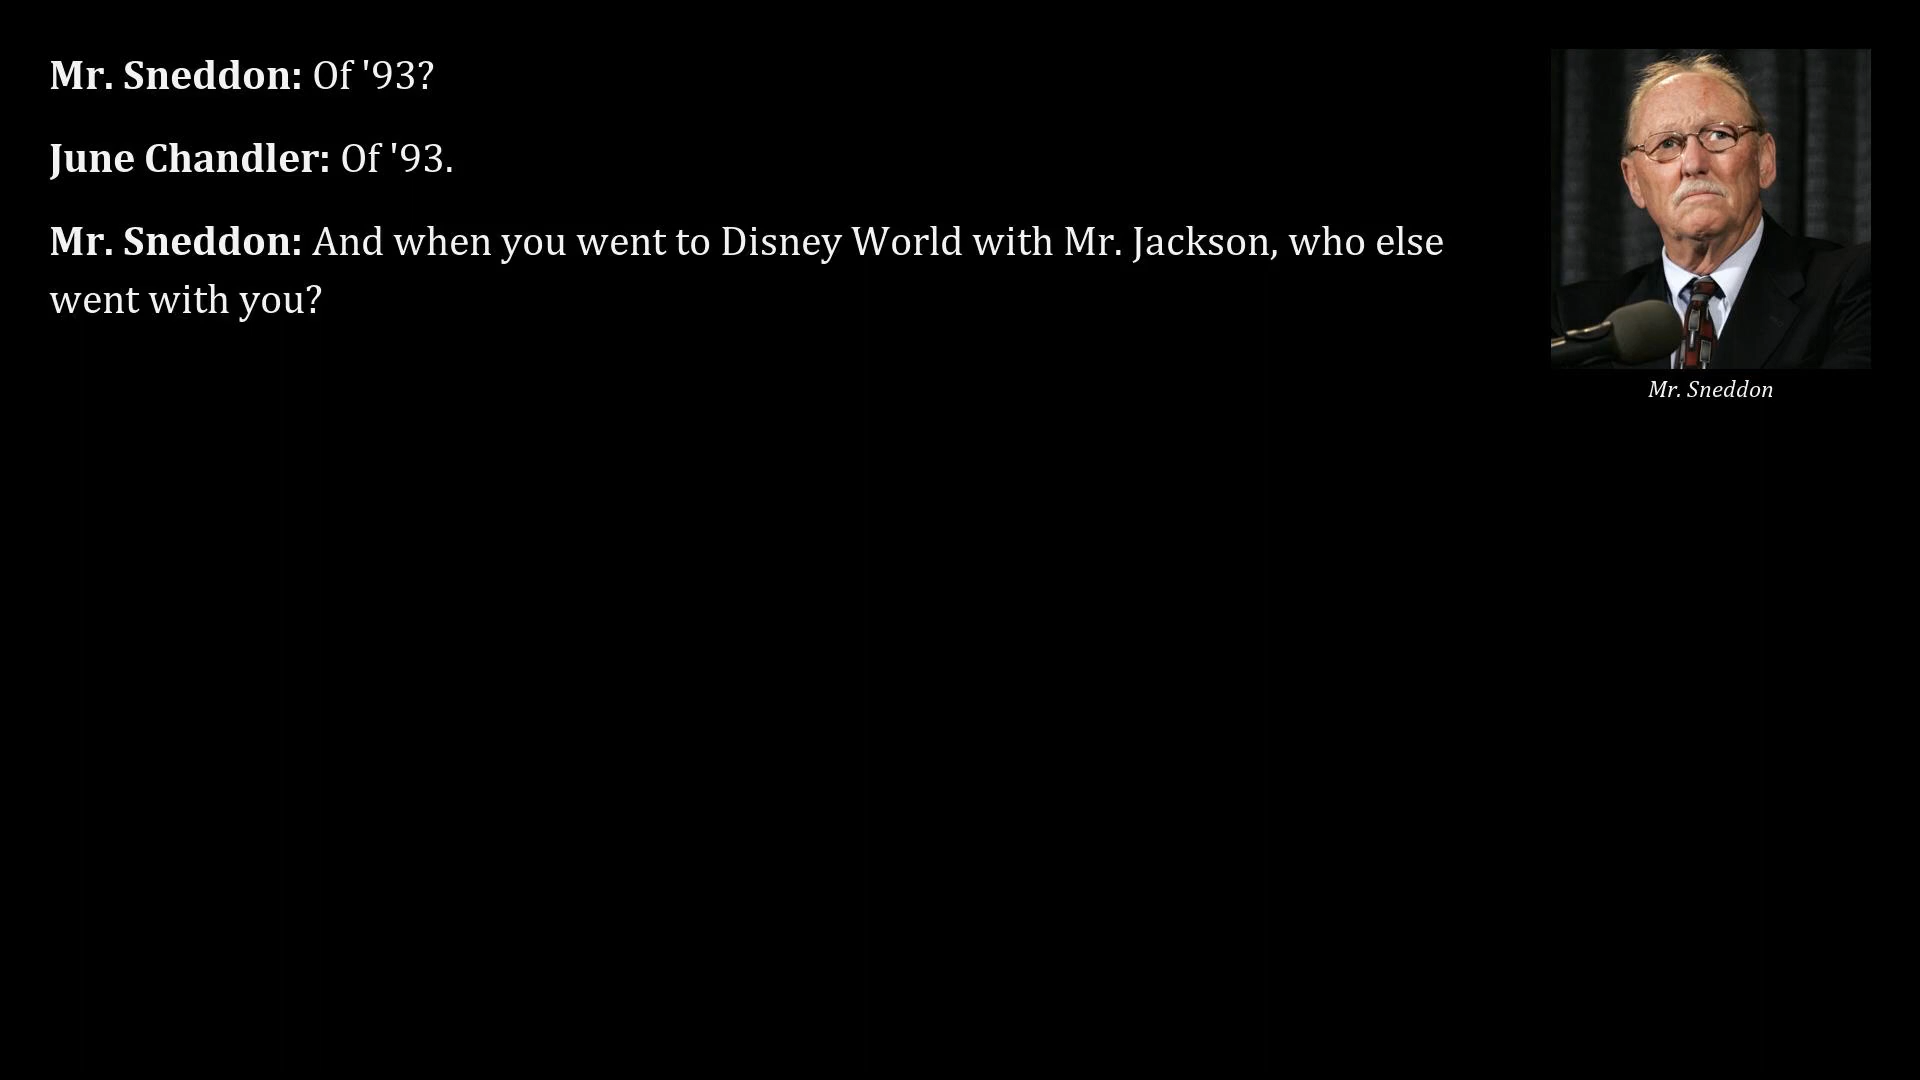 Mr. Sneddon: Of '93?
June Chandler: Of '93.
Mr. Sneddon: And when you went to Disney World with Mr. Jackson, who else
went with you?
Mr. Sneddon